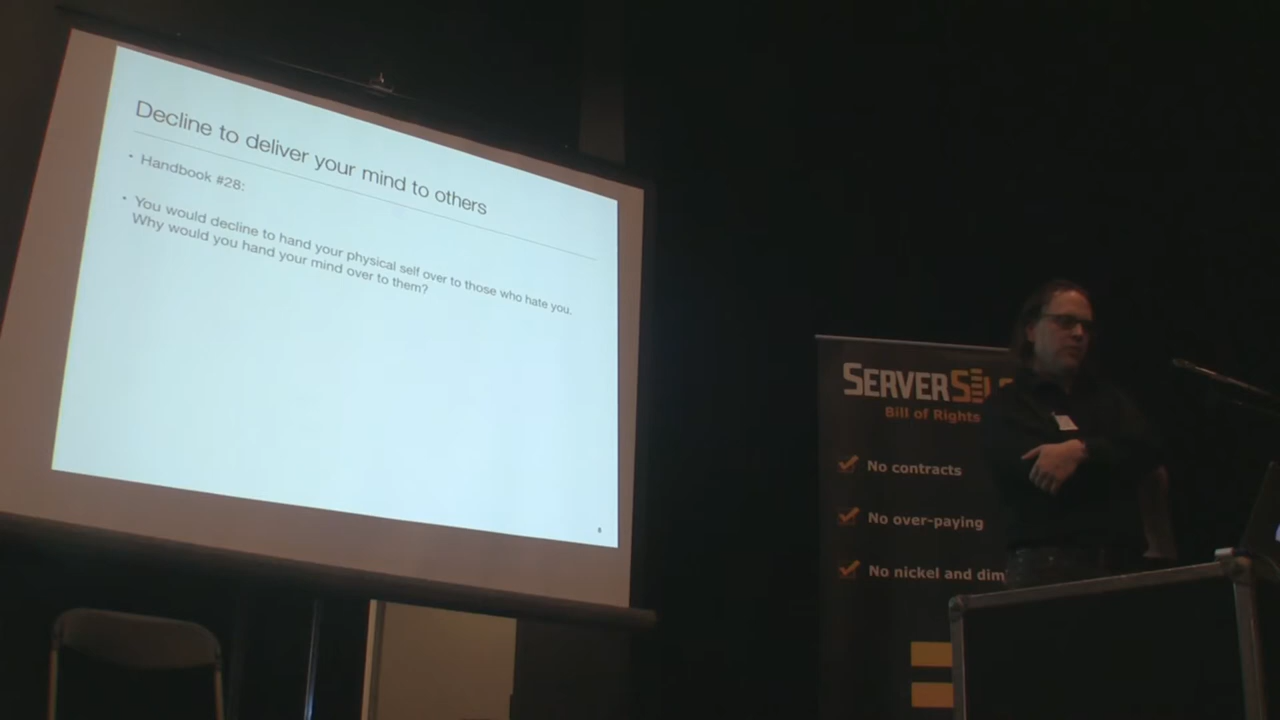 Decline to deliver your mind to others
• Handbook #28:
• You would decline to hand your physical self over to those who hate you.
Why would you hand your mind over to them?
SERVER
Bill of Rights
No contracts
No over-paying
No nickel and dim